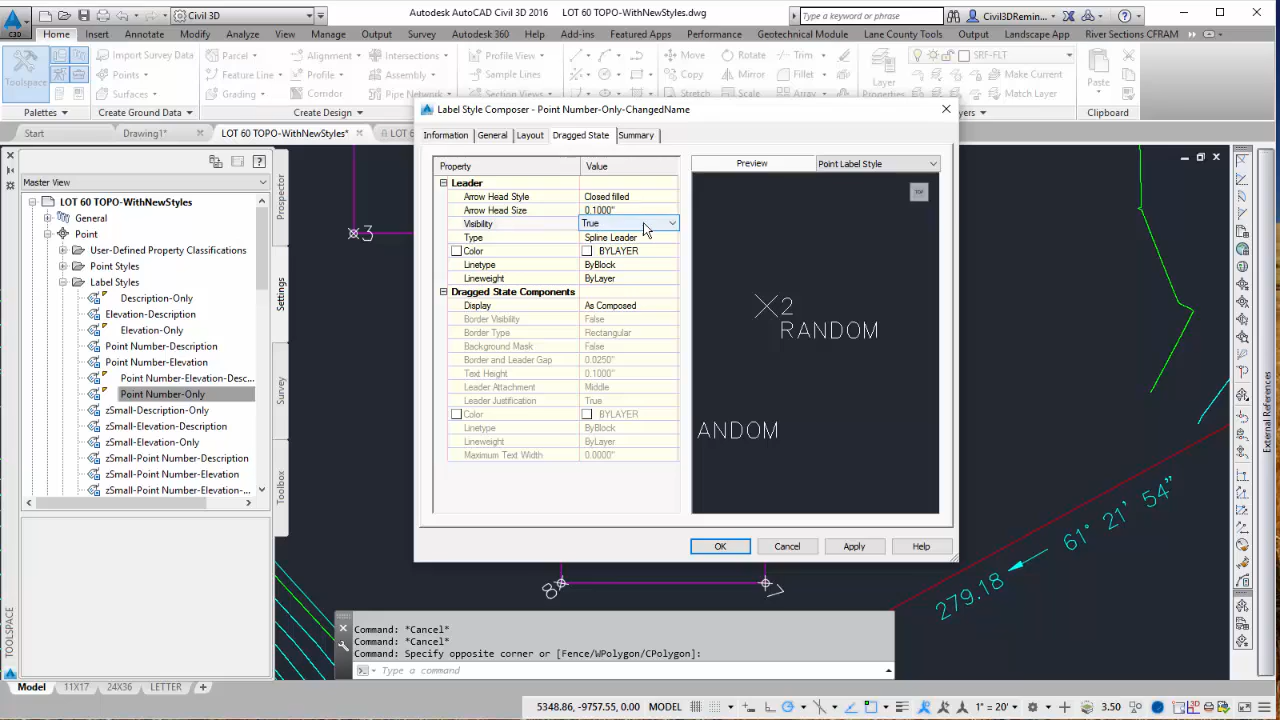 Civil 3D
Autodesk AutoCAD Civil 3D 2016 LOT 60 TOPO-WithNewStyles.dwg
Type a keyword or phrase
Civil3DRemin...
C3D
Home Insert Annotate Modify Analyze View Manage Output Survey Autodesk 360 Help Add-ins Featured Apps Performance Geotechnical Module Lane County Tools Output Landscape App River Sections CFRAM
Toolspace
Import Survey Data
Points
Surfaces
Parcel
Feature Line
Grading
Alignment
Profile
Corridor
Intersections
Assembly
Profile View
Sample Lines
Move
Copy
Rotate
Mirror
Trim
Fillet
Layer
SRF-FLT
Make Current
Paste
Palettes
Create Ground Data
Create Design
Clipboard
Start
Drawing1*
LOT 60 TOPO-WithNewStyles*
LOT 6
Label Style Composer - Point Number-Only-ChangedName
Information General Layout Dragged State Summary
Property Value
Leader
Arrow Head Style Closed filled
Arrow Head Size 0.1000"
Visibility True
Type Spline Leader
Color BYLAYER
Linetype ByBlock
Lineweight ByLayer
Dragged State Components
Display As Composed
Border Visibility False
Border Type Rectangular
Background Mask False
Border and Leader Gap 0.0250"
Text Height 0.1000"
Leader Attachment Middle
Leader Justification True
Color BYLAYER
Linetype ByBlock
Lineweight ByLayer
Maximum Text Width 0.0000"
Preview
Point Label Style
TOP
2
RANDOM
ANDOM
OK Cancel Apply Help
Master View
LOT 60 TOPO-WithNewStyles
General
Point
User-Defined Property Classifications
Point Styles
Label Styles
Description-Only
Elevation-Description
Elevation-Only
Point Number-Description
Point Number-Elevation
Point Number-Elevation-Desc...
Point Number-Only
zSmall-Description-Only
zSmall-Elevation-Description
zSmall-Elevation-Only
zSmall-Point Number-Description
zSmall-Point Number-Elevation
zSmall-Point Number-Elevation-...
Prospector
Settings
Survey
Toolbox
TOOLSPACE
External References
3
8
7
279.18
61° 21' 54"
Command: *Cancel*
Command: *Cancel*
Command: Specify opposite corner or [Fence/WPolygon/CPolygon]:
Type a command
Model 11X17 24X36 LETTER
5348.86, -9757.55, 0.00 MODEL
1" = 20'
3.50